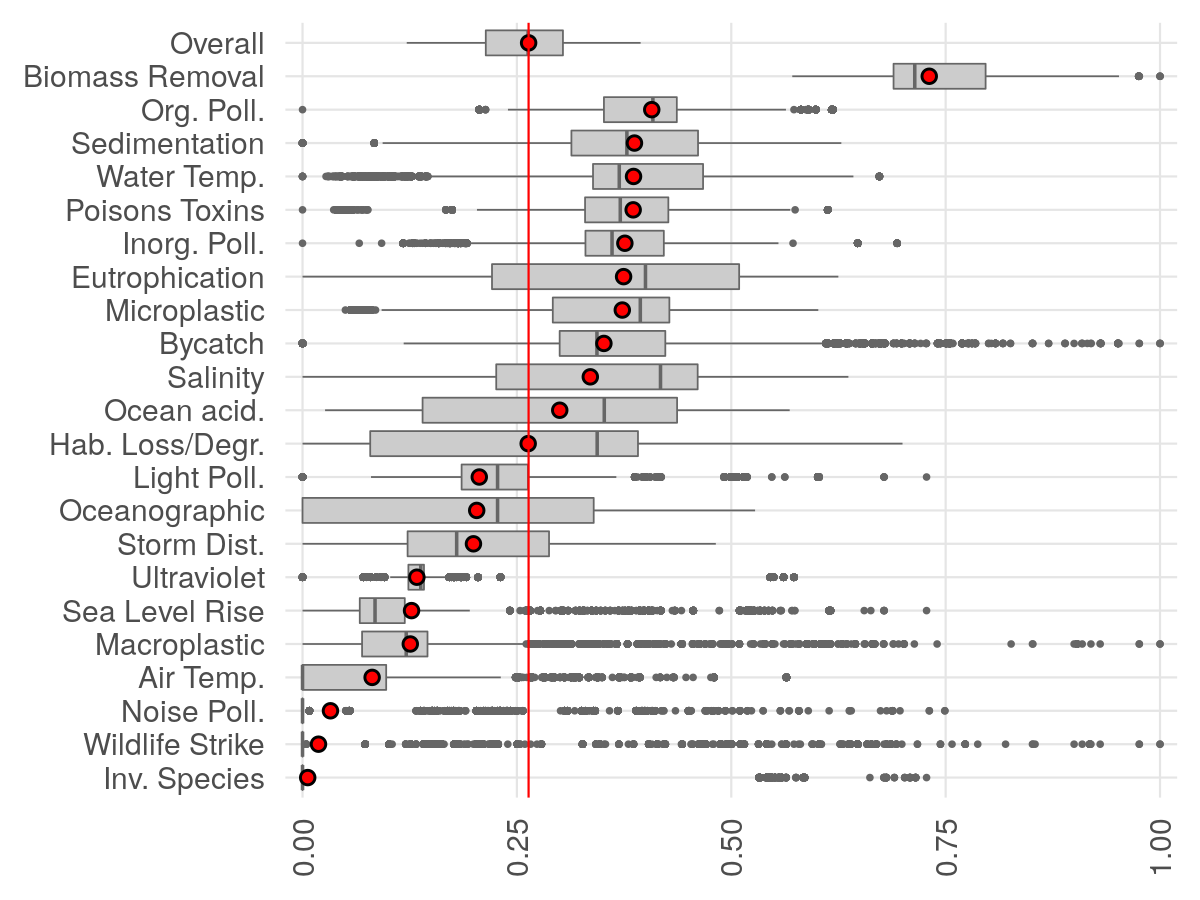 Overall
Biomass Removal
Org. Poll.
Sedimentation
Water Temp.
Poisons Toxins
Inorg. Poll.
Eutrophication
Microplastic
Bycatch
Salinity
Ocean acid.
Hab. Loss/Degr.
Light Poll.
Oceanographic
Storm Dist.
Ultraviolet
Sea Level Rise
Macroplastic
Air Temp.
Noise Poll.
Wildlife Strike
Inv. Species
0.00
0.25
0.50
0.75
1.00